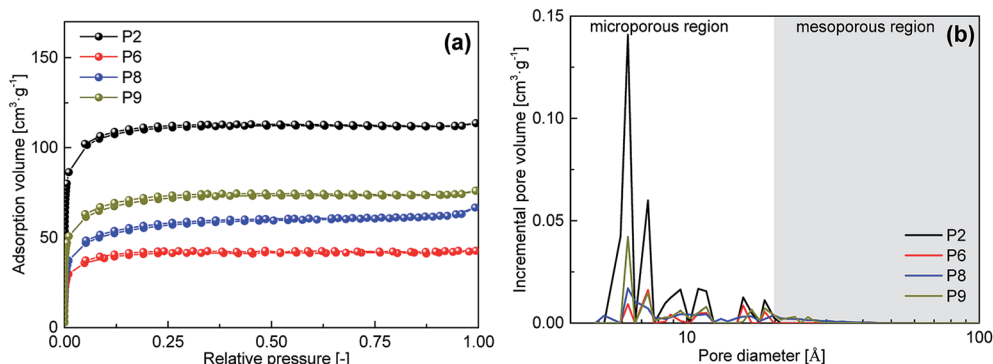 (a)
P2
P6
P8
P9
150
100
50
0
0.00
0.25
0.50
0.75
1.00
Adsorption volume [cm³·g⁻¹]
Relative pressure [-]
microporous region
mesoporous region
(b)
0.15
0.10
0.05
0.00
P2
P6
P8
P9
10
100
Incremental pore volume [cm³·g⁻¹]
Pore diameter [Å]